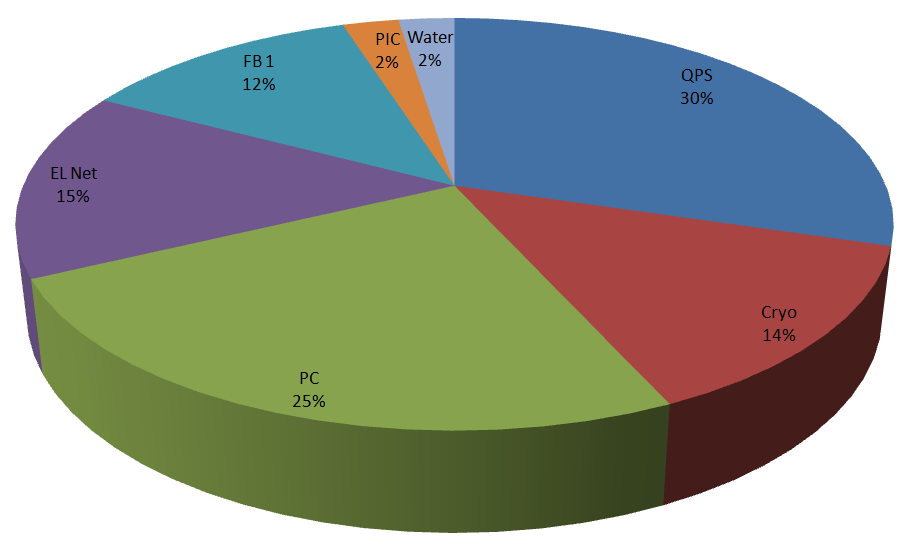 QPS
30%
Cryo
14%
PC
25%
EL Net
15%
FB 1
12%
PIC
2%
Water
2%